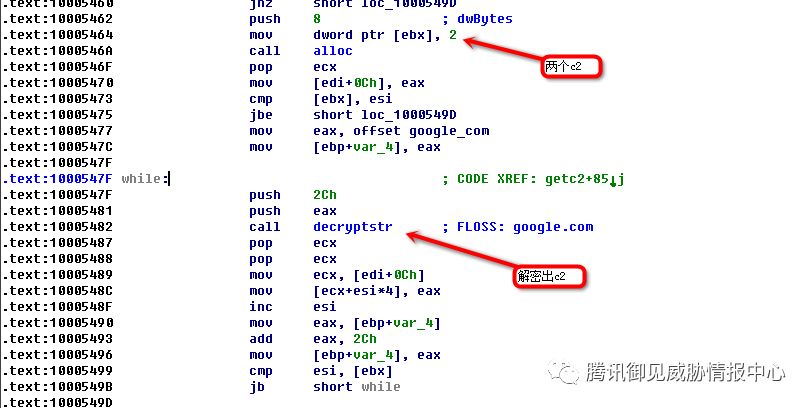 .text:10005460 jnz short loc_1000549D
.text:10005462 push 8 ; dwBytes
.text:10005464 mov dword ptr [ebx], 2
.text:1000546A call alloc
.text:1000546F pop ecx
.text:10005470 mov [edi+0Ch], eax
.text:10005473 cmp [ebx], esi
.text:10005475 jbe short loc_1000549D
.text:10005477 mov eax, offset google_com
.text:1000547C mov [ebp+var_4], eax
.text:1000547F
.text:1000547F while: ; CODE XREF: getc2+85↓j
.text:1000547F push 2Ch
.text:10005481 push eax
.text:10005482 call decryptstr ; FLOSS: google.com
.text:10005487 pop ecx
.text:10005488 pop ecx
.text:10005489 mov ecx, [edi+0Ch]
.text:1000548C mov [ecx+esi*4], eax
.text:1000548F inc esi
.text:10005490 mov eax, [ebp+var_4]
.text:10005493 add eax, 2Ch
.text:10005496 mov [ebp+var_4], eax
.text:10005499 cmp esi, [ebx]
.text:1000549B jb short while
.text:1000549D
两个c2
解密出c2
腾讯御见威胁情报中心